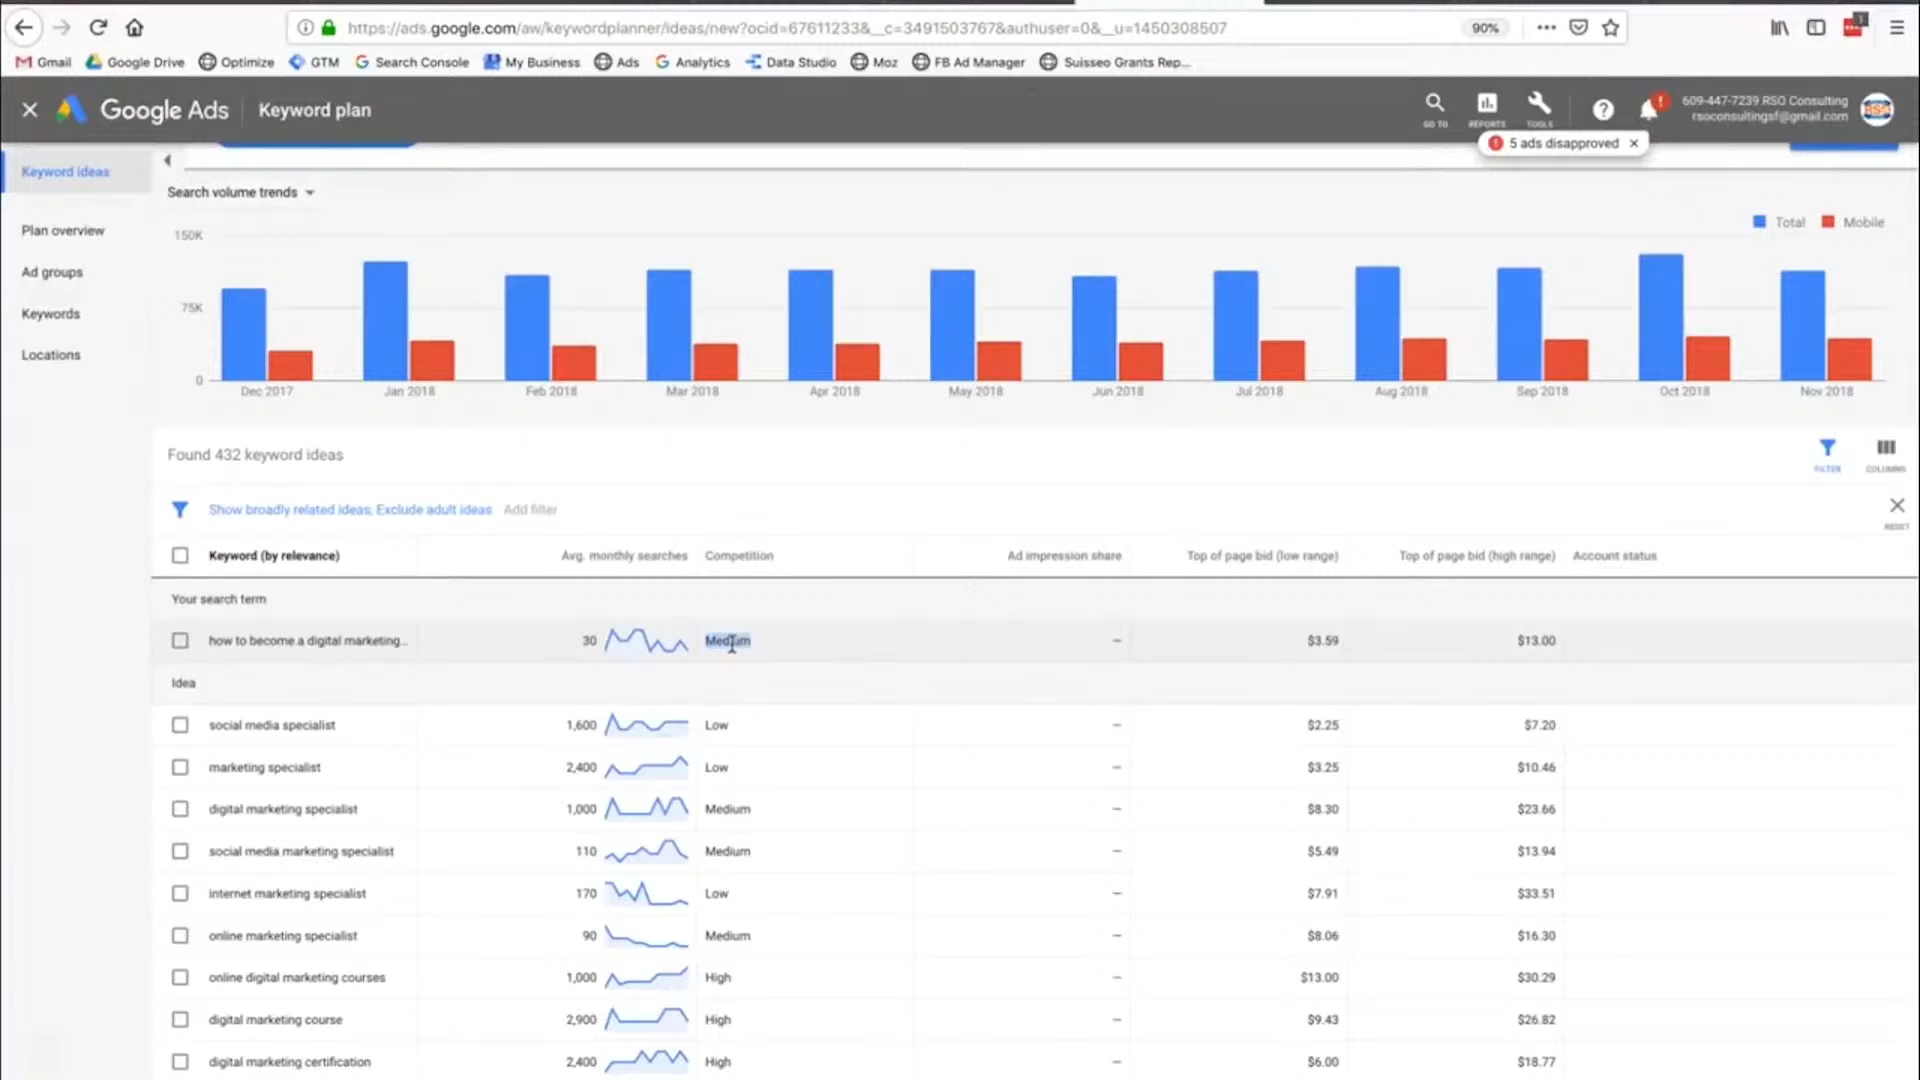 https://ads.google.com/aw/keywordplanner/ideas/new?ocid=67611233&__c=3491503767&authuser=0&__u=1450308507
90%
1
Gmail
Google Drive
Optimize
GTM
Search Console
My Business
Ads
Analytics
Data Studio
Moz
FB Ad Manager
Suisseo Grants Rep...
Google Ads
Keyword plan
GO TO
REPORTS
TOOLS
609-447-7239 RSO Consulting
rsoconsultingsf@gmail.com
RSO
5 ads disapproved
Keyword ideas
Plan overview
Ad groups
Keywords
Locations
Search volume trends
Total
Mobile
150K
75K
0
Dec 2017
Jan 2018
Feb 2018
Mar 2018
Apr 2018
May 2018
Jun 2018
Jul 2018
Aug 2018
Sep 2018
Oct 2018
Nov 2018
Found 432 keyword ideas
FILTER
COLUMNS
Show broadly related ideas; Exclude adult ideas Add filter
RESET
Keyword (by relevance) Avg. monthly searches Competition Ad impression share Top of page bid (low range) Top of page bid (high range) Account status
Your search term
how to become a digital marketing... 30 Medium – $3.59 $13.00
Idea
social media specialist 1,600 Low – $2.25 $7.20
marketing specialist 2,400 Low – $3.25 $10.46
digital marketing specialist 1,000 Medium – $8.30 $23.66
social media marketing specialist 110 Medium – $5.49 $13.94
internet marketing specialist 170 Low – $7.91 $33.51
online marketing specialist 90 Medium – $8.06 $16.30
online digital marketing courses 1,000 High – $13.00 $30.29
digital marketing course 2,900 High – $9.43 $26.82
digital marketing certification 2,400 High – $6.00 $18.77